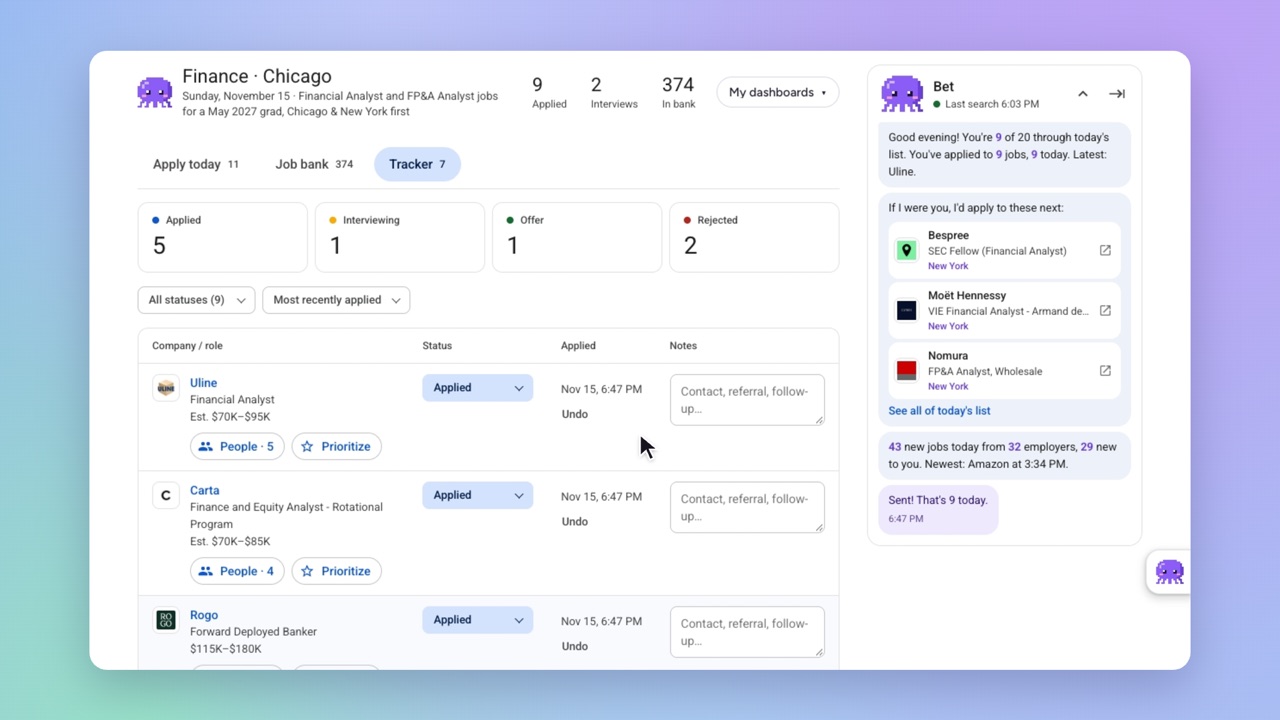 Finance · Chicago
Sunday, November 15 · Financial Analyst and FP&A Analyst jobs
for a May 2027 grad, Chicago & New York first
9
Applied
2
Interviews
374
In bank
My dashboards
Apply today 11
Job bank 374
Tracker 7
Applied
5
Interviewing
1
Offer
1
Rejected
2
All statuses (9)
Most recently applied
Company / role
Status
Applied
Notes
ULINE
Uline
Financial Analyst
Est. $70K–$95K
People · 5
Prioritize
Applied
Nov 15, 6:47 PM
Undo
Contact, referral, follow-
up…
C
Carta
Finance and Equity Analyst - Rotational
Program
Est. $70K–$85K
People · 4
Prioritize
Applied
Nov 15, 6:47 PM
Undo
Contact, referral, follow-
up…
RO
GO
Rogo
Forward Deployed Banker
$115K–$180K
Applied
Nov 15, 6:47 PM
Undo
Contact, referral, follow-
up…
Bet
Last search 6:03 PM
Good evening! You're 9 of 20 through today's
list. You've applied to 9 jobs, 9 today. Latest:
Uline.
If I were you, I'd apply to these next:
Bespree
SEC Fellow (Financial Analyst)
New York
Moët Hennessy
VIE Financial Analyst - Armand de…
New York
Nomura
FP&A Analyst, Wholesale
New York
See all of today's list
43 new jobs today from 32 employers, 29 new
to you. Newest: Amazon at 3:34 PM.
Sent! That's 9 today.
6:47 PM